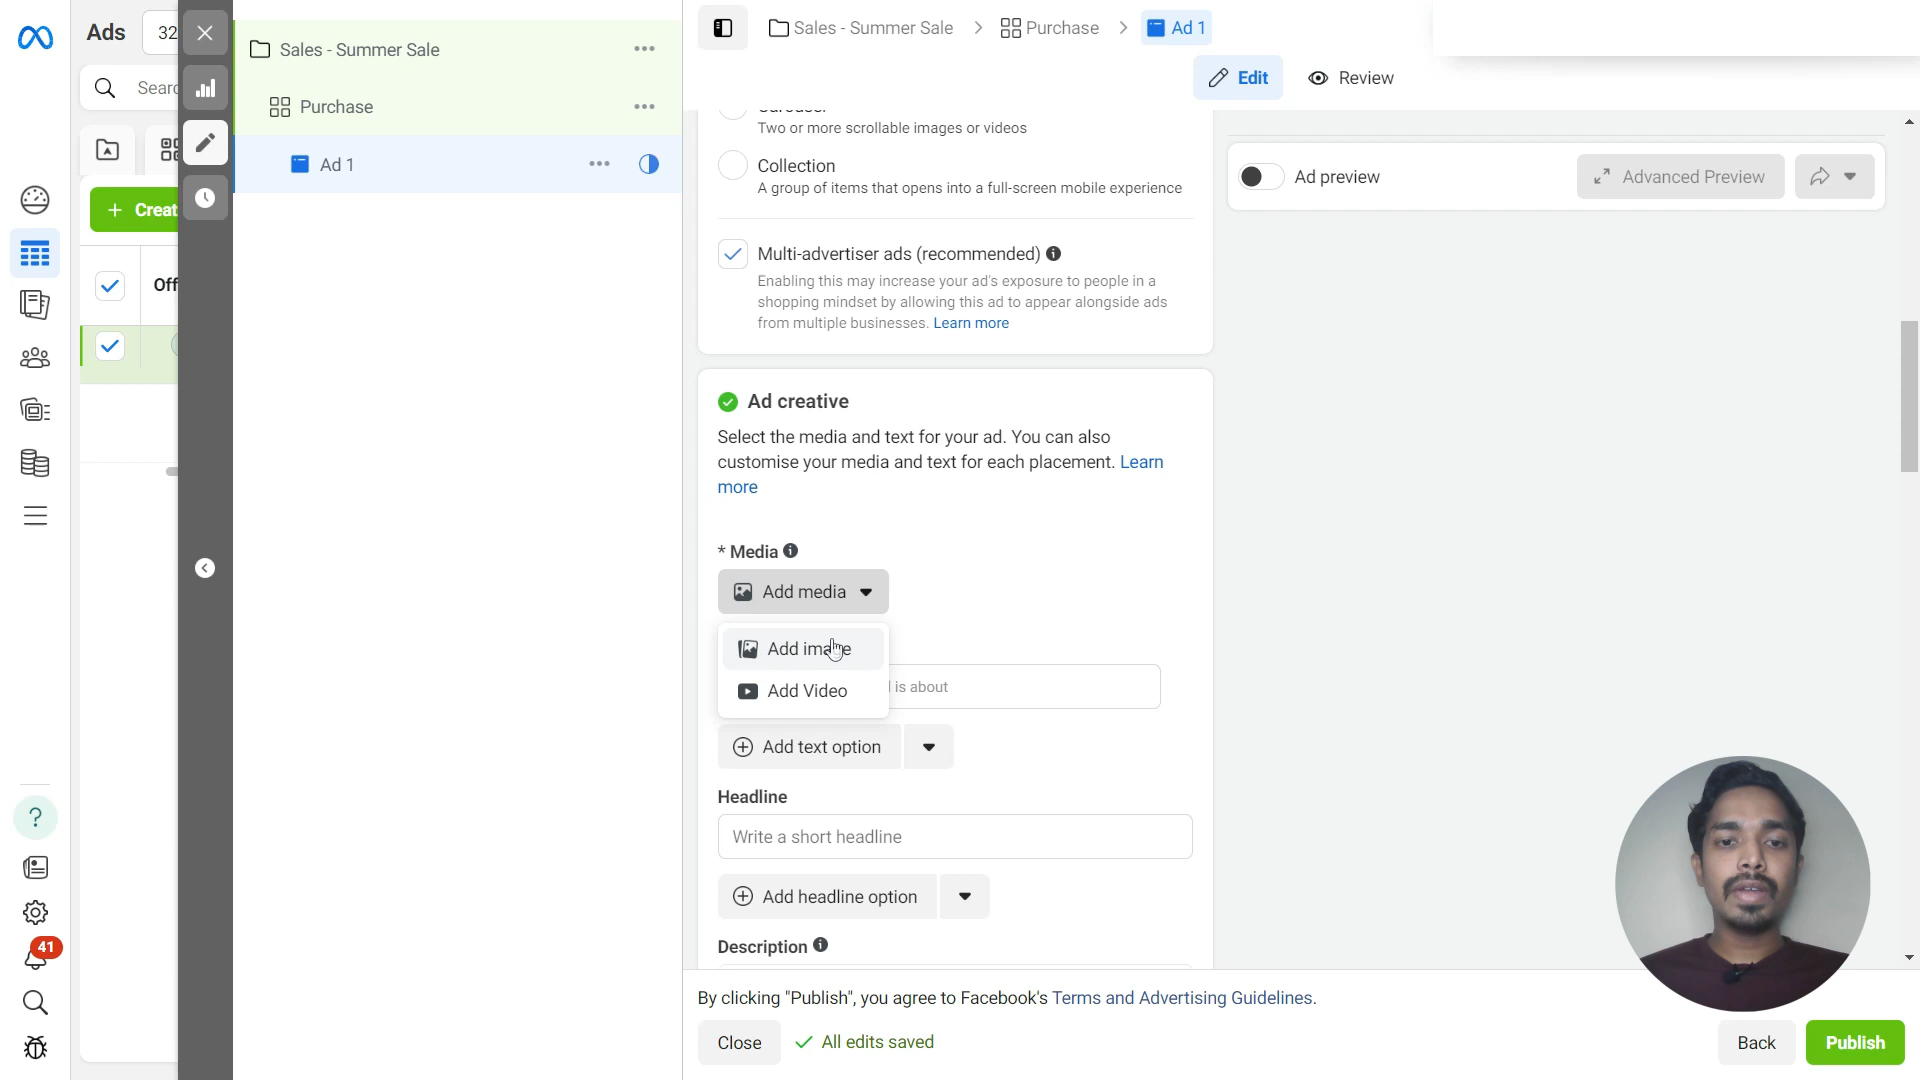 Ads
32
Sales - Summer Sale
Purchase
Ad 1
Sales - Summer Sale
Purchase
Ad 1
Edit
Review
Creat
Off
Two or more scrollable images or videos
Collection
A group of items that opens into a full-screen mobile experience
Multi-advertiser ads (recommended)
Enabling this may increase your ad's exposure to people in a
shopping mindset by allowing this ad to appear alongside ads
from multiple businesses. Learn more
Ad preview
Advanced Preview
Ad creative
Select the media and text for your ad. You can also
customise your media and text for each placement. Learn
more
* Media
Add media
Add image
Add Video
is about
Add text option
Headline
Write a short headline
Add headline option
Description
?
41
By clicking "Publish", you agree to Facebook's Terms and Advertising Guidelines.
Close
All edits saved
Back
Publish